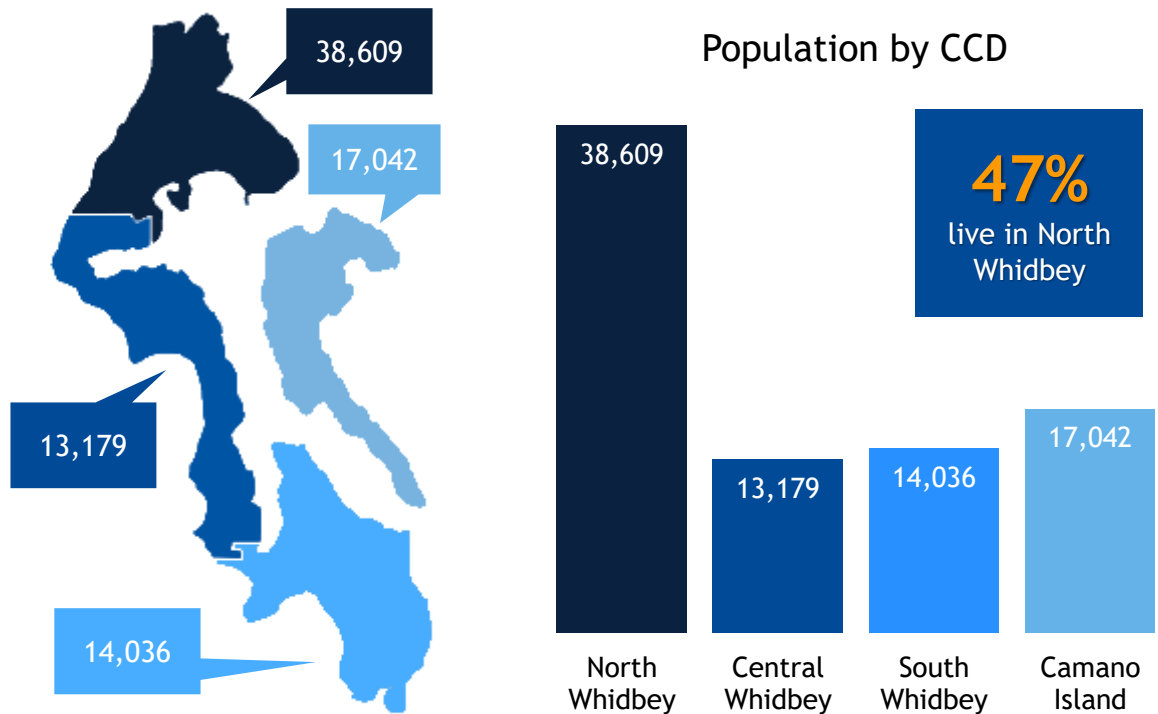 38,609
17,042
13,179
14,036
Population by CCD
47%
live in North
Whidbey
38,609
13,179
14,036
17,042
North
Whidbey
Central
Whidbey
South
Whidbey
Camano
Island